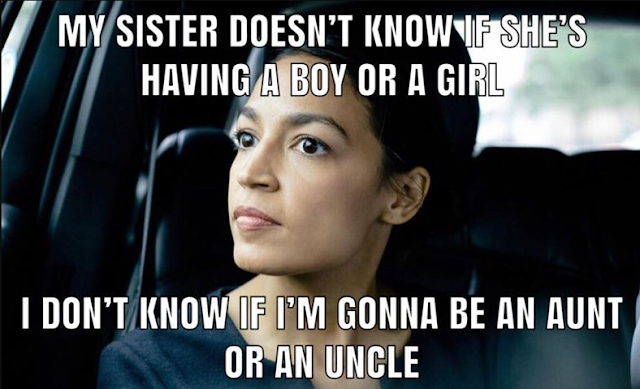 MY SISTER DOESN'T KNOW IF SHE'S
HAVING A BOY OR A GIRL
I DON'T KNOW IF I'M GONNA BE AN AUNT
OR AN UNCLE